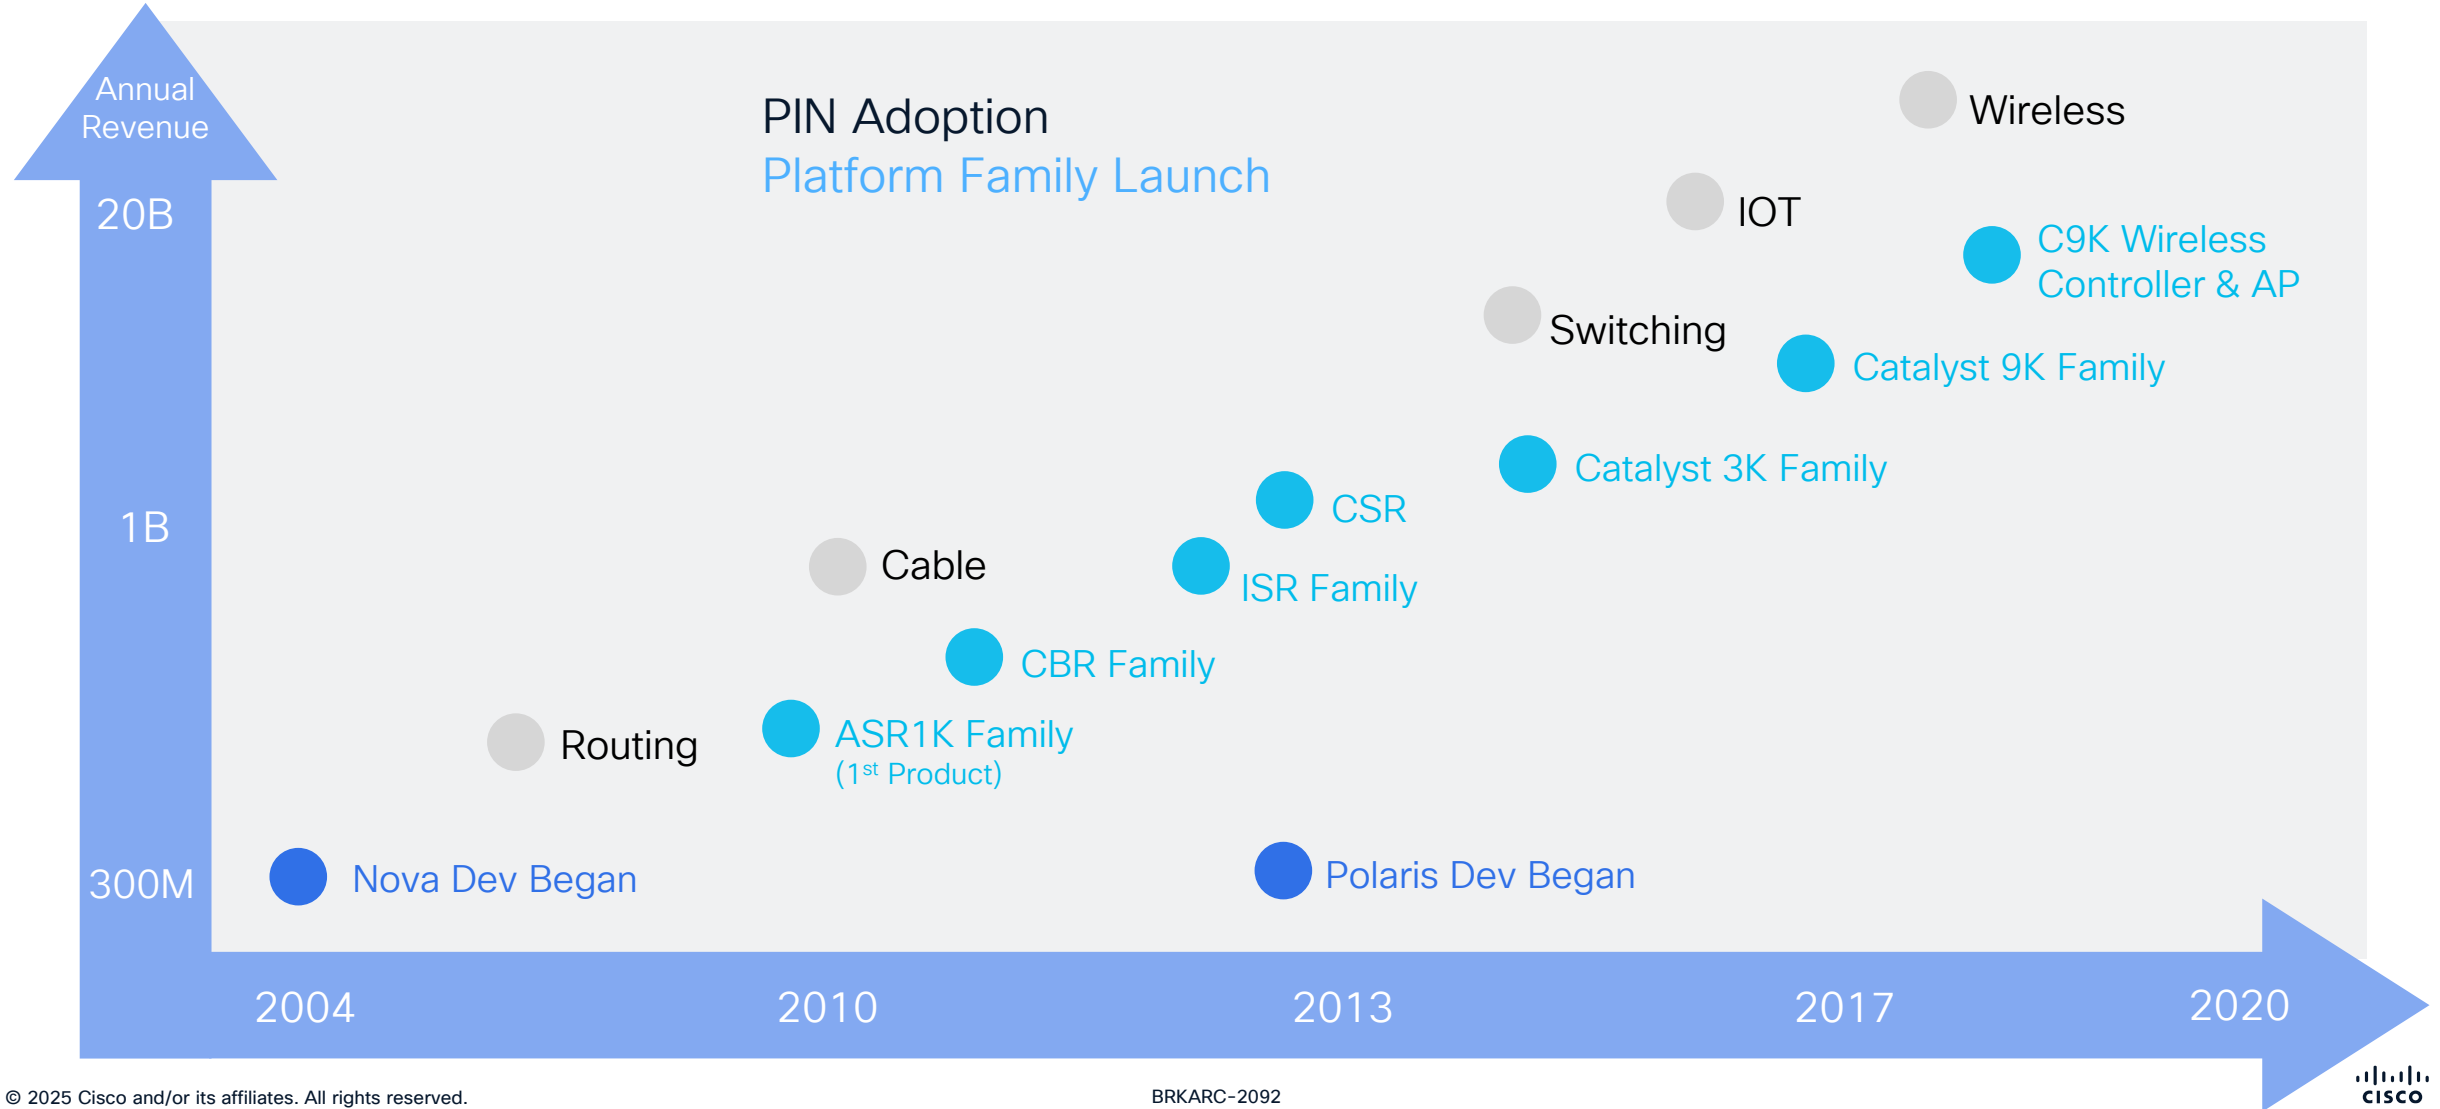 Annual
Revenue
20B
1B
300M
PIN Adoption
Platform Family Launch
Wireless
IOT
C9K Wireless
Controller & AP
Switching
Catalyst 9K Family
Catalyst 3K Family
CSR
Cable
ISR Family
CBR Family
ASR1K Family
(1st Product)
Routing
Nova Dev Began
Polaris Dev Began
2004
2010
2013
2017
2020
© 2025 Cisco and/or its affiliates. All rights reserved.
BRKARC-2092
CISCO